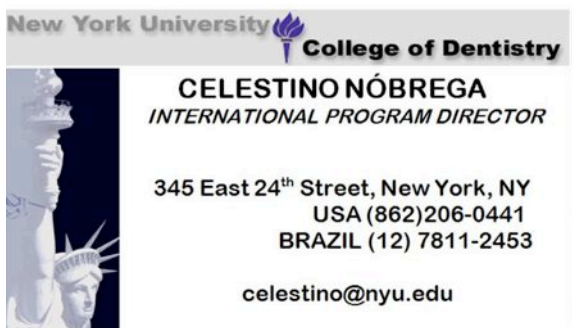 New York University
College of Dentistry
CELESTINO NÓBREGA
INTERNATIONAL PROGRAM DIRECTOR
345 East 24th Street, New York, NY
USA (862)206-0441
BRAZIL (12) 7811-2453
celestino@nyu.edu